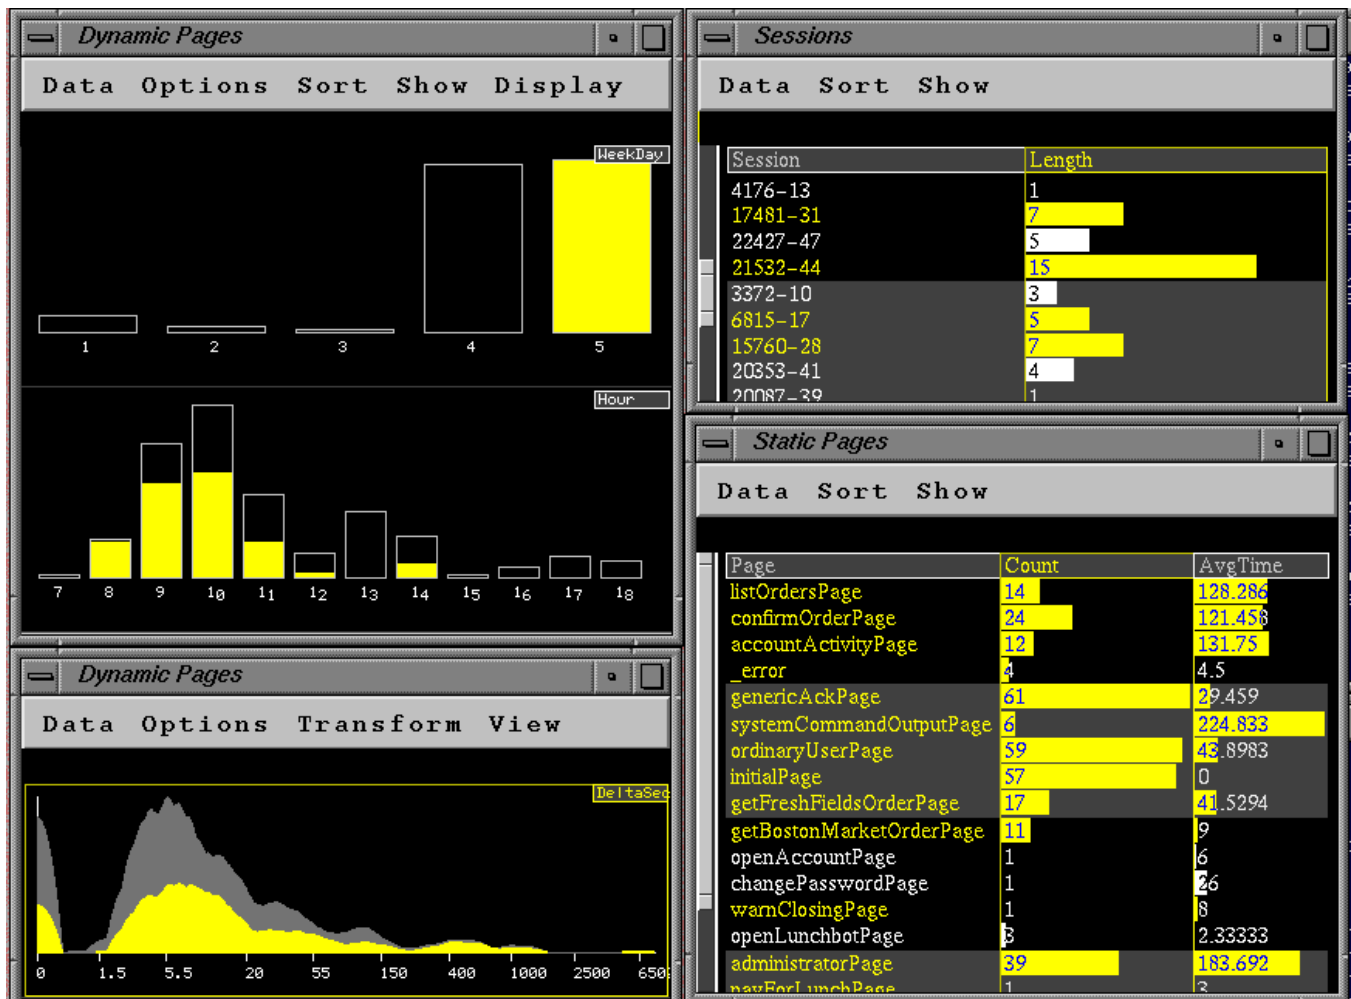 Dynamic Pages
Data Options Sort Show Display
WeekDay
1 2 3 4 5
Hour
7 8 9 10 11 12 13 14 15 16 17 18
Dynamic Pages
Data Options Transform View
DeltaSec
0 1.5 5.5 20 55 150 400 1000 2500 650
Sessions
Data Sort Show
Session Length
4176-13 1
17481-31 7
22427-47 5
21532-44 15
3372-10 3
6815-17 5
15760-28 7
20353-41 4
20087-39 1
Static Pages
Data Sort Show
Page Count AvgTime
listOrdersPage 14 128.286
confirmOrderPage 24 121.458
accountActivityPage 12 131.75
_error 4 4.5
genericAckPage 61 29.459
systemCommandOutputPage 6 224.833
ordinaryUserPage 59 43.8983
initialPage 57 0
getFreshFieldsOrderPage 17 41.5294
getBostonMarketOrderPage 11 9
openAccountPage 1 6
changePasswordPage 1 26
warnClosingPage 1 8
openLunchbotPage 3 2.33333
administratorPage 39 183.692
navForLunchPage 1 3